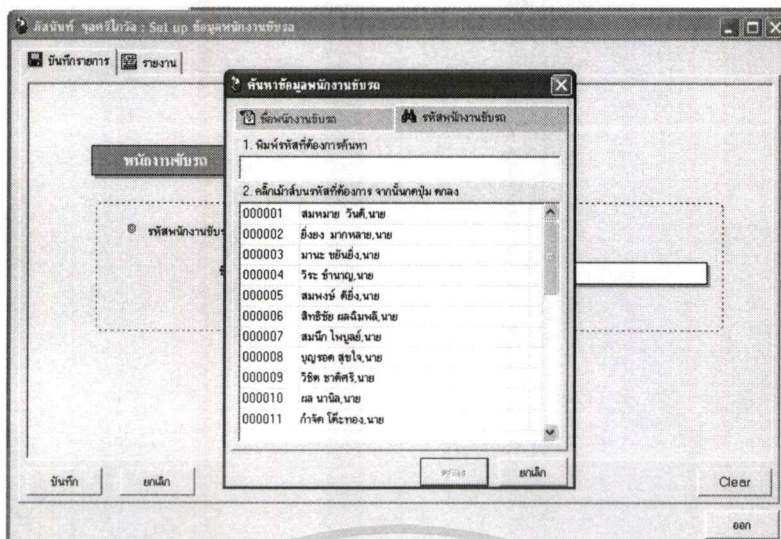 ภัสนันท์ จุลศรีไกวัล : Set up ข้อมูลพนักงานขับรถ
บันทึกรายการ
รายงาน
พนักงานขับรถ
รหัสพนักงานขับร
ค้นหาข้อมูลพนักงานขับรถ
ชื่อพนักงานขับรถ
รหัสพนักงานขับรถ
1. พิมพ์รหัสที่ต้องการค้นหา
2. คลิ๊กเม้าส์บนรหัสที่ต้องการ จากนั้นกดปุ่ม ตกลง
000001 สมหมาย วันดี,นาย
000002 ยิ่งยง มากหลาย,นาย
000003 มานะ ขยันยิ่ง,นาย
000004 วิระ ชำนาญ,นาย
000005 สมพงษ์ ดียิ่ง,นาย
000006 สิทธิชัย ผลฉิมพลี,นาย
000007 สมนึก ไพบูลย์,นาย
000008 บุญรอด สุขใจ,นาย
000009 วิชิต ชาติศรี,นาย
000010 ผล นานิล,นาย
000011 กำจัด โต๊ะทอง,นาย
ตกลง
ยกเลิก
บันทึก
ยกเลิก
Clear
ออก